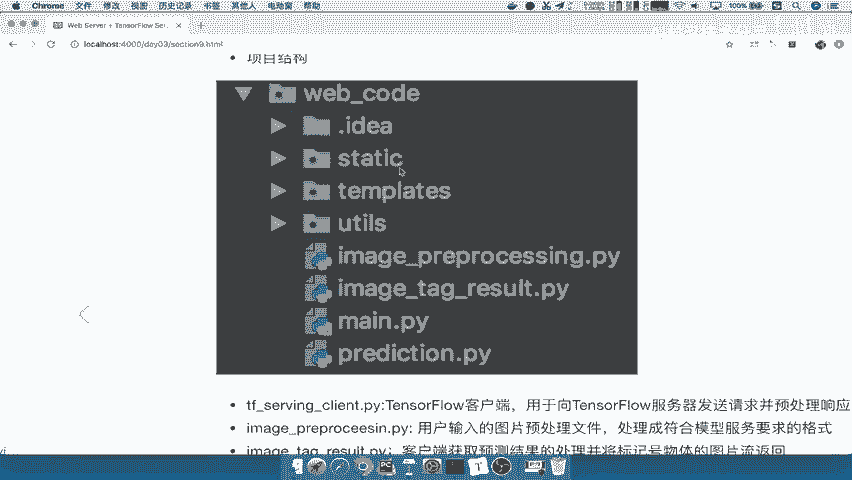 Chrome 文件 修改 视图 历史记录 书签 其他人 电动窗 帮助
100%
Web Server + TensorFlow Ser...
localhost:4000/day03/section9.html
• 项目结构
web_code
.idea
static
templates
utils
image_preprocessing.py
image_tag_result.py
main.py
prediction.py
• tf_serving_client.py:TensorFlow客户端，用于向TensorFlow服务器发送请求并预处理响应
• image_preproceesin.py: 用户输入的图片预处理文件，处理成符合模型服务要求的格式
• image_tag_result.py：客户端获取预测结果的处理并将标记号物体的图片流返回